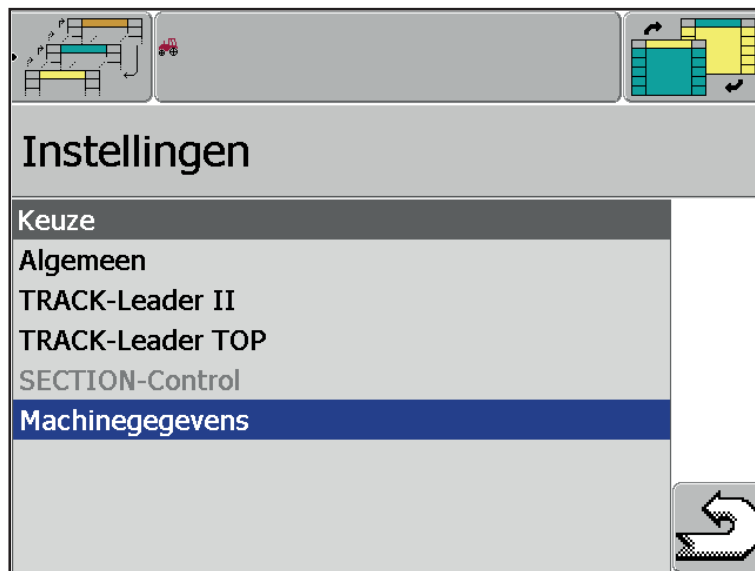 Instellingen
Keuze
Algemeen
TRACK-Leader II
TRACK-Leader TOP
SECTION-Control
Machinegegevens